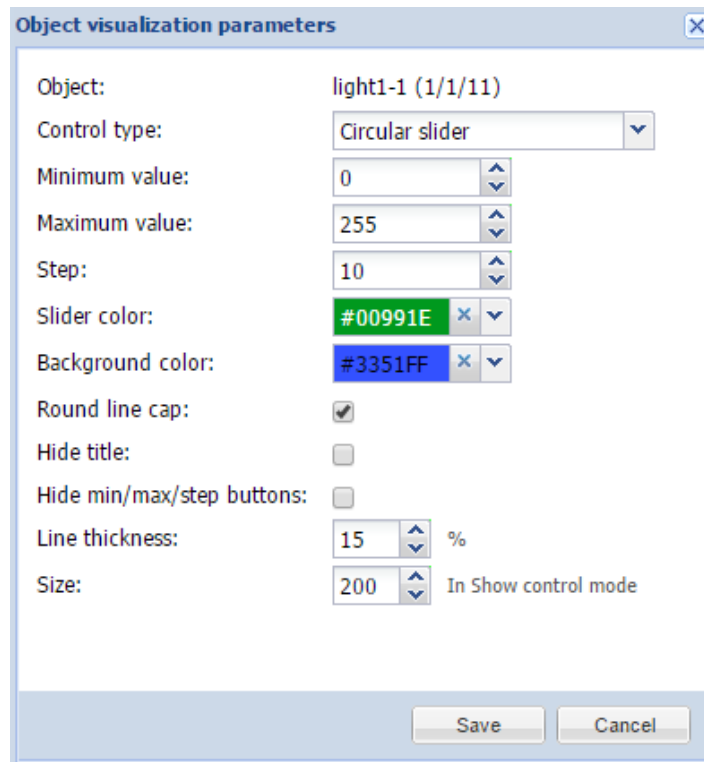 Object visualization parameters
Object: light1-1 (1/1/11)
Control type: Circular slider
Minimum value: 0
Maximum value: 255
Step: 10
Slider color: #00991E
Background color: #3351FF
Round line cap:
Hide title:
Hide min/max/step buttons:
Line thickness: 15 %
Size: 200 In Show control mode
Save Cancel